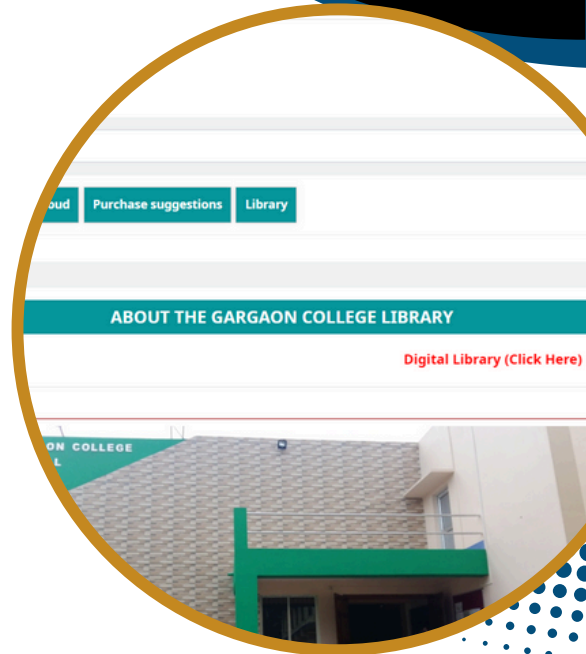 Purchase suggestions
Library
ABOUT THE GARGAON COLLEGE LIBRARY
Digital Library (Click Here)
COLLEGE